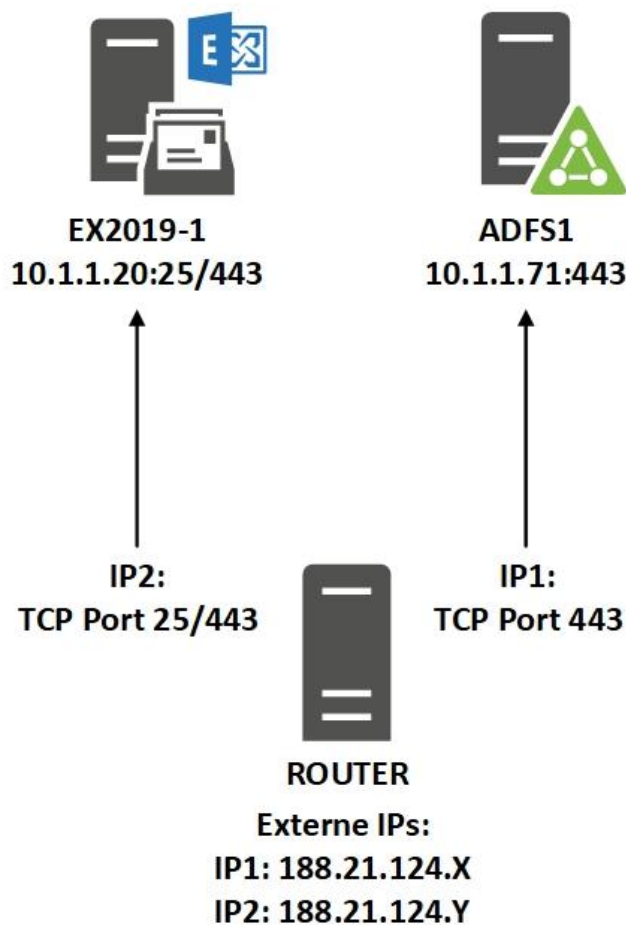 E
EX2019-1
10.1.1.20:25/443
ADFS1
10.1.1.71:443
IP2:
TCP Port 25/443
IP1:
TCP Port 443
ROUTER
Externe IPs:
IP1: 188.21.124.X
IP2: 188.21.124.Y